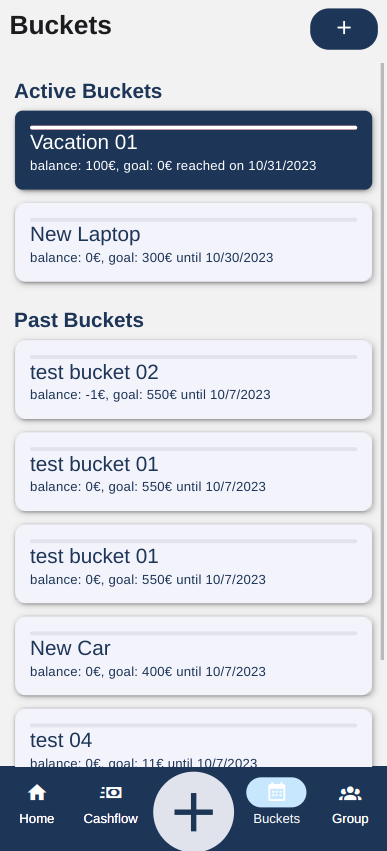 Buckets
+
Active Buckets
Vacation 01
balance: 100€, goal: 0€ reached on 10/31/2023
New Laptop
balance: 0€, goal: 300€ until 10/30/2023
Past Buckets
test bucket 02
balance: -1€, goal: 550€ until 10/7/2023
test bucket 01
balance: 0€, goal: 550€ until 10/7/2023
test bucket 01
balance: 0€, goal: 550€ until 10/7/2023
New Car
balance: 0€, goal: 400€ until 10/7/2023
test 04
balance: 0€, goal: 11€ until 10/7/2023
Home Cashflow Buckets Group